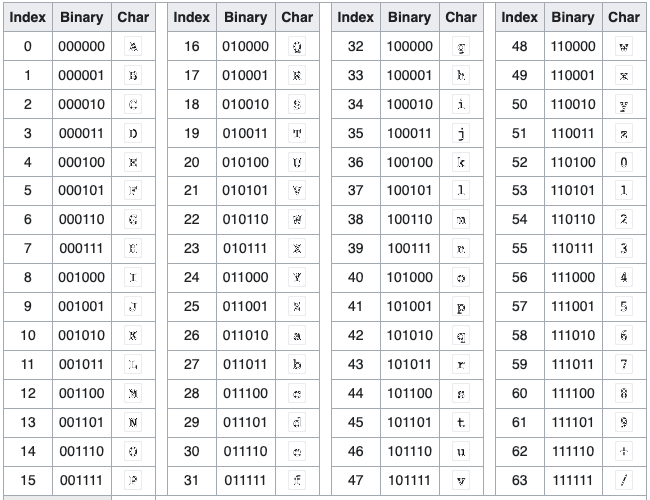 Index Binary Char Index Binary Char Index Binary Char Index Binary Char
0 000000 A 16 010000 Q 32 100000 g 48 110000 w
1 000001 B 17 010001 R 33 100001 h 49 110001 x
2 000010 C 18 010010 S 34 100010 i 50 110010 y
3 000011 D 19 010011 T 35 100011 j 51 110011 z
4 000100 E 20 010100 U 36 100100 k 52 110100 0
5 000101 F 21 010101 V 37 100101 l 53 110101 1
6 000110 G 22 010110 W 38 100110 m 54 110110 2
7 000111 H 23 010111 X 39 100111 n 55 110111 3
8 001000 I 24 011000 Y 40 101000 o 56 111000 4
9 001001 J 25 011001 Z 41 101001 p 57 111001 5
10 001010 K 26 011010 a 42 101010 q 58 111010 6
11 001011 L 27 011011 b 43 101011 r 59 111011 7
12 001100 M 28 011100 c 44 101100 s 60 111100 8
13 001101 N 29 011101 d 45 101101 t 61 111101 9
14 001110 O 30 011110 e 46 101110 u 62 111110 +
15 001111 P 31 011111 f 47 101111 v 63 111111 /